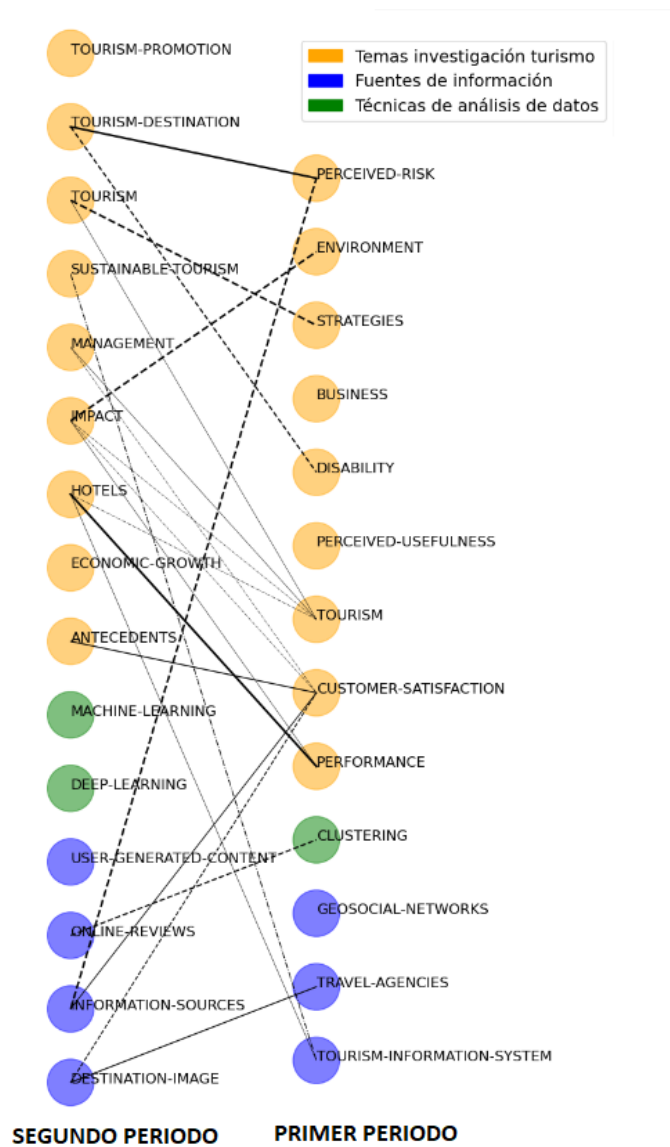 Temas investigación turismo
Fuentes de información
Técnicas de análisis de datos
TOURISM-PROMOTION
TOURISM-DESTINATION
TOURISM
SUSTAINABLE-TOURISM
MANAGEMENT
IMPACT
HOTELS
ECONOMIC-GROWTH
ANTECEDENTS
MACHINE-LEARNING
DEEP-LEARNING
USER-GENERATED-CONTENT
ONLINE-REVIEWS
INFORMATION-SOURCES
DESTINATION-IMAGE
PERCEIVED-RISK
ENVIRONMENT
STRATEGIES
BUSINESS
DISABILITY
PERCEIVED-USEFULNESS
TOURISM
CUSTOMER-SATISFACTION
PERFORMANCE
CLUSTERING
GEOSOCIAL-NETWORKS
TRAVEL-AGENCIES
TOURISM-INFORMATION-SYSTEM
SEGUNDO PERIODO
PRIMER PERIODO